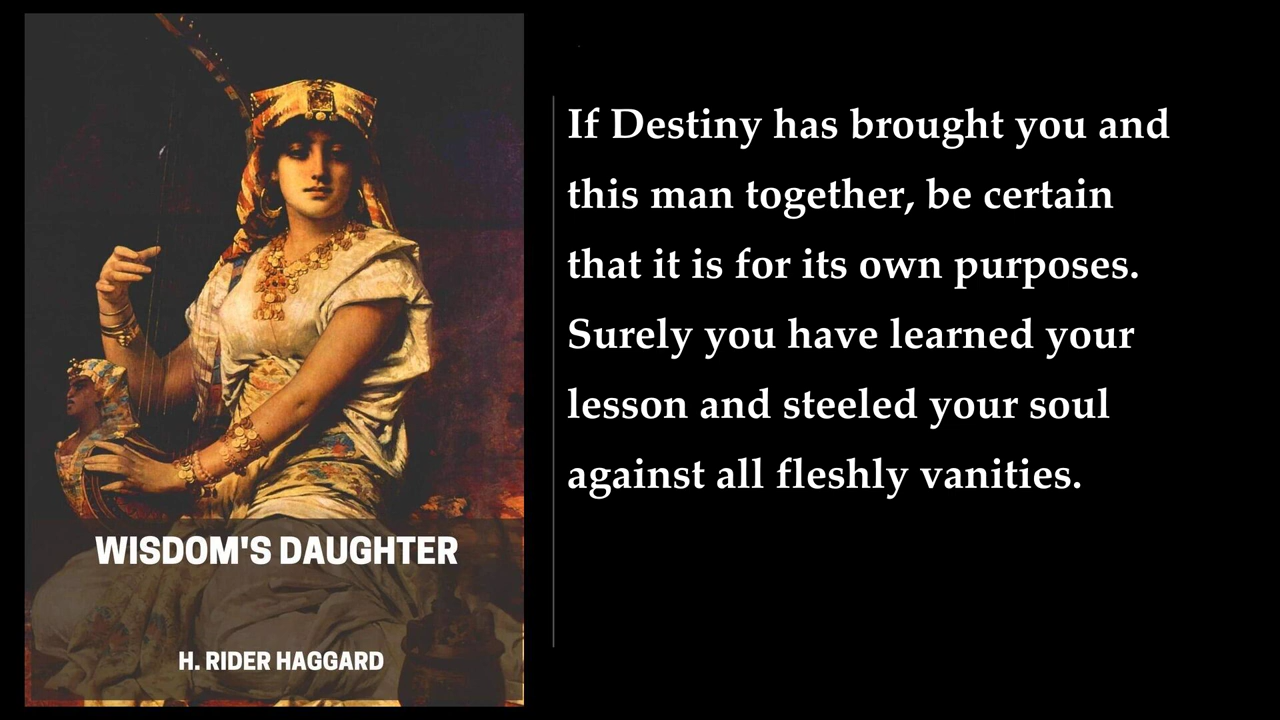 WISDOM'S DAUGHTER
H. RIDER HAGGARD
If Destiny has brought you and
this man together, be certain
that it is for its own purposes.
Surely you have learned your
lesson and steeled your soul
against all fleshly vanities.